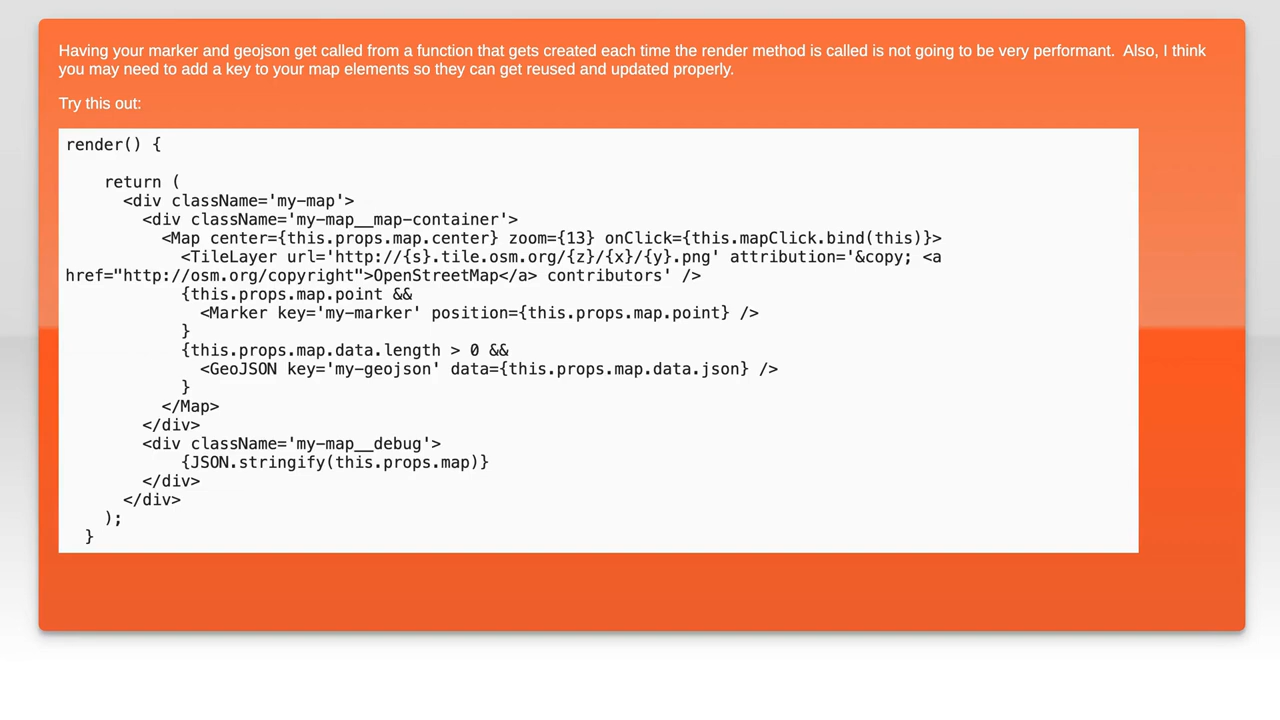 Having your marker and geojson get called from a function that gets created each time the render method is called is not going to be very performant.  Also, I think
you may need to add a key to your map elements so they can get reused and updated properly.
Try this out:
render() {
    return (
      <div className='my-map'>
        <div className='my-map__map-container'>
          <Map center={this.props.map.center} zoom={13} onClick={this.mapClick.bind(this)}>
            <TileLayer url='http://{s}.tile.osm.org/{z}/{x}/{y}.png' attribution='&copy; <a
href="http://osm.org/copyright">OpenStreetMap</a> contributors' />
            {this.props.map.point &&
              <Marker key='my-marker' position={this.props.map.point} />
            }
            {this.props.map.data.length > 0 &&
              <GeoJSON key='my-geojson' data={this.props.map.data.json} />
            }
          </Map>
        </div>
        <div className='my-map__debug'>
            {JSON.stringify(this.props.map)}
        </div>
      </div>
    );
  }